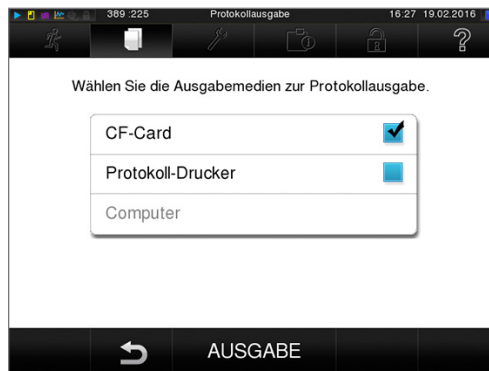 389 :225 Protokollausgabe 16:27 19.02.2016
Wählen Sie die Ausgabemedien zur Protokollausgabe.
CF-Card
Protokoll-Drucker
Computer
AUSGABE